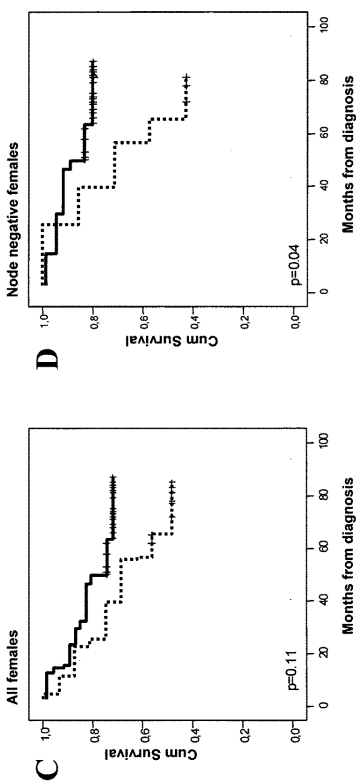 C
All females
Cum Survival
1,0
0,8
0,6
0,4
0,2
0,0
p=0.11
0
20
40
60
80
100
Months from diagnosis
D
Node negative females
Cum Survival
1,0
0,8
0,6
0,4
0,2
0,0
p=0.04
0
20
40
60
80
100
Months from diagnosis